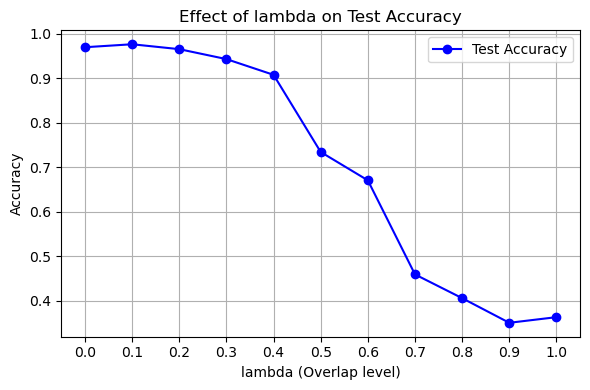 Effect of lambda on Test Accuracy
Test Accuracy
Accuracy
1.0
0.9
0.8
0.7
0.6
0.5
0.4
0.0 0.1 0.2 0.3 0.4 0.5 0.6 0.7 0.8 0.9 1.0
lambda (Overlap level)